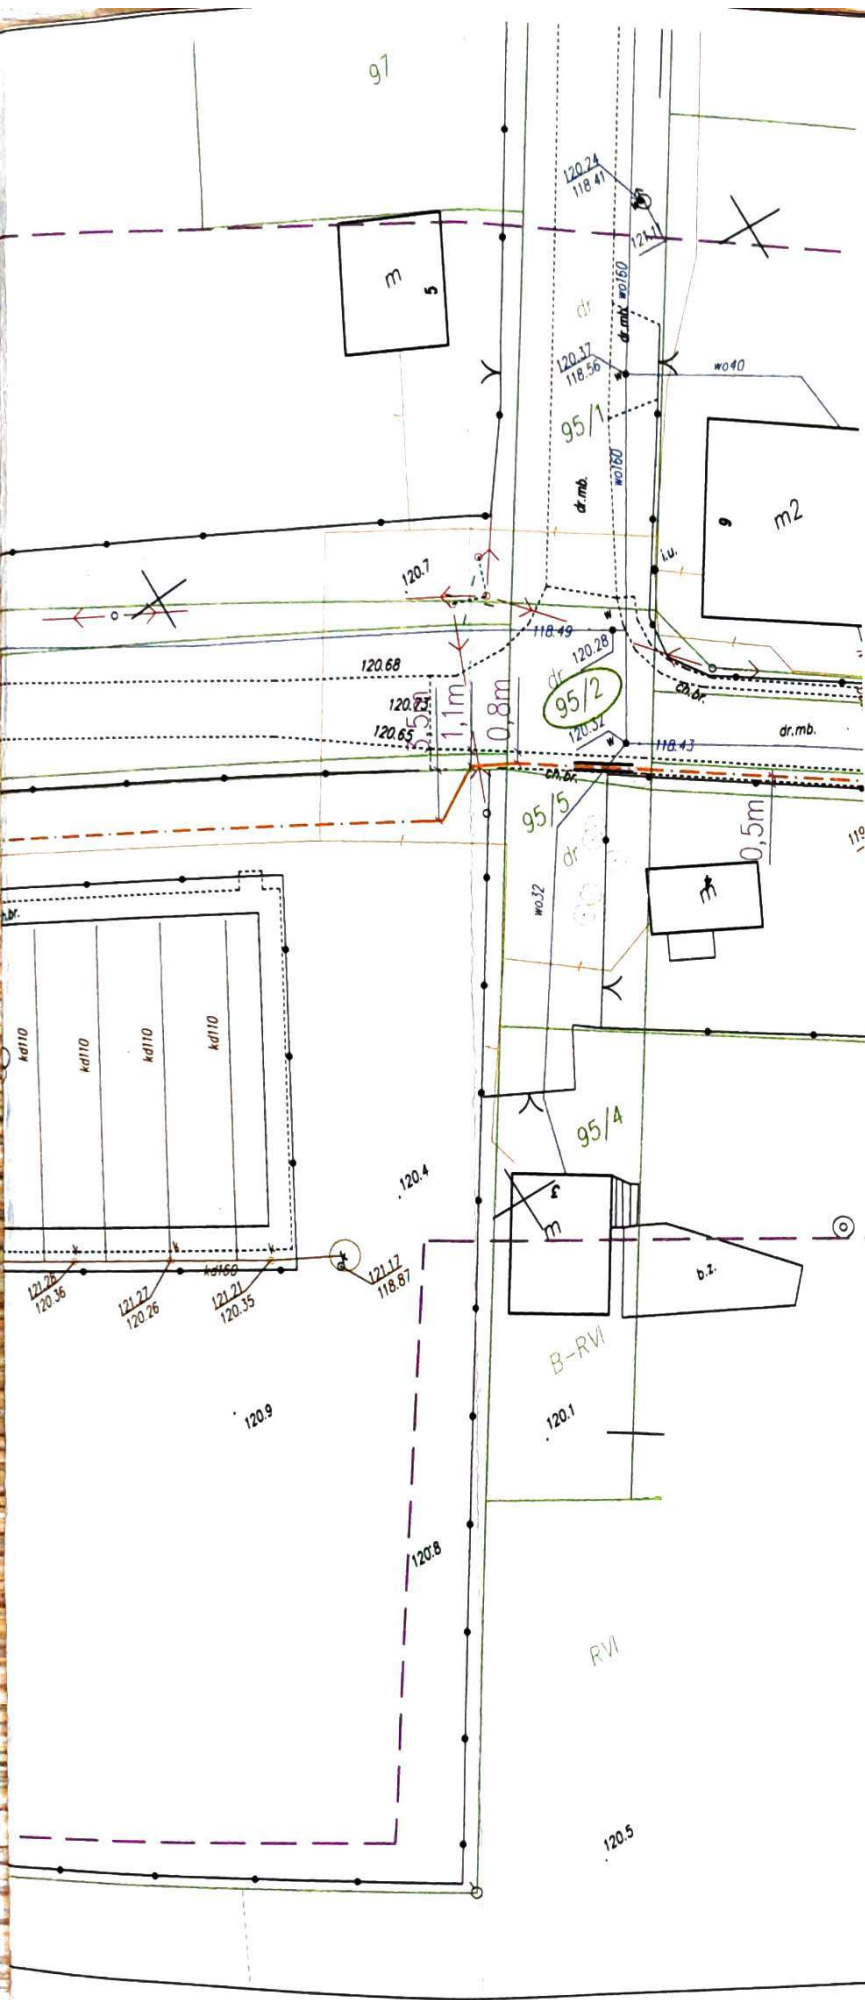 97
120.24
118.41
121.11
m
5
dr
dr.mb.
wo160
120.37
118.56
w
wo40
95/1
wo160
dr.mb.
9
m2
i.u.
120.7
w
118.49
120.28
120.68
dr
95/2
ch.br.
120.73
1,1m
0,8m
120.65
120.32
w
118.43
dr.mb.
ch.br.
95/5
0,5m
dr
m
wo32
kd110
kd110
kd110
kd110
95/4
120.4
3
m
k
k
k
kd160
121.17
118.87
121.28
120.36
121.27
120.26
121.21
120.35
b.z.
B-RVI
120.9
120.1
120.8
RVI
120.5